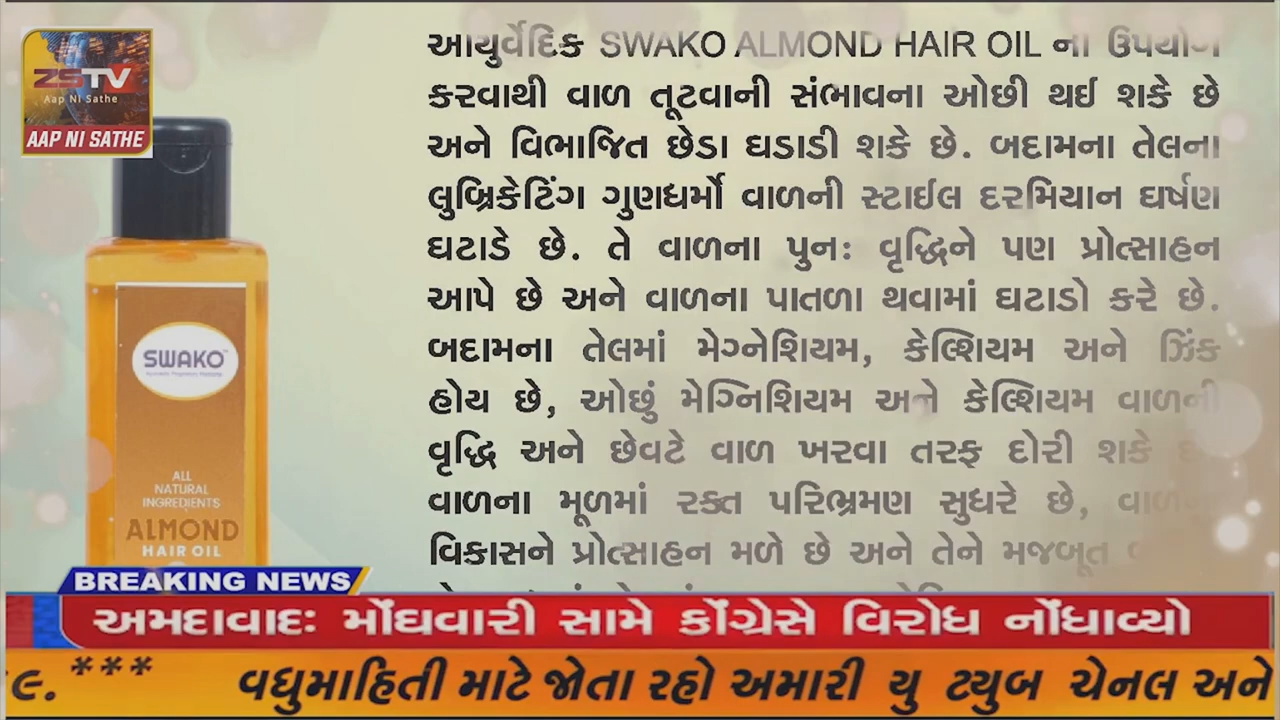 ZSTV
Aap Ni Sathe
AAP NI SATHE
આયુર્વેદિક SWAKO ALMOND HAIR OIL ના ઉપયોગ
કરવાથી વાળ તૂટવાની સંભાવના ઓછી થઈ શકે છે
અને વિભાજિત છેડા ઘડાડી શકે છે. બદામના તેલના
લુબ્રિકેટિંગ ગુણધર્મો વાળની સ્ટાઈલ દરમિયાન ઘર્ષણ
ઘટાડે છે. તે વાળના પુનઃ વૃદ્ધિને પણ પ્રોત્સાહન
આપે છે અને વાળના પાતળા થવામાં ઘટાડો કરે છે.
બદામના તેલમાં મેગ્નેશિયમ, કેલ્શિયમ અને ઝિંક
હોય છે, ઓછું મેગ્નિશિયમ અને કેલ્શિયમ વાળની
વૃદ્ધિ અને છેવટે વાળ ખરવા તરફ દોરી શકે
વાળના મૂળમાં રક્ત પરિભ્રમણ સુધરે છે,
વિકાસને પ્રોત્સાહન મળે છે અને તેને મજબૂત
SWAKO
ALL
NATURAL
INGREDIENTS
ALMOND
HAIR OIL
BREAKING NEWS
અમદાવાદઃ મોંઘવારી સામે કોંગ્રેસે વિરોધ નોંધાવ્યો
૯. *** વધુમાહિતી માટે જોતા રહો અમારી યુ ટ્યુબ ચેનલ અને